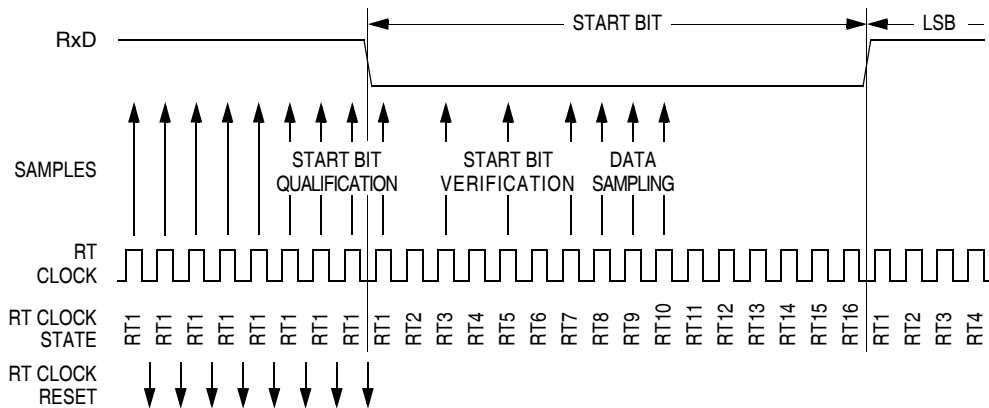 START BIT LSB
RxD
SAMPLES
START BIT QUALIFICATION
START BIT VERIFICATION
DATA SAMPLING
RT CLOCK
RT CLOCK STATE
RT1 RT1 RT1 RT1 RT1 RT1 RT1 RT1 RT1 RT2 RT3 RT4 RT5 RT6 RT7 RT8 RT9 RT10 RT11 RT12 RT13 RT14 RT15 RT16 RT1 RT2 RT3 RT4
RT CLOCK RESET